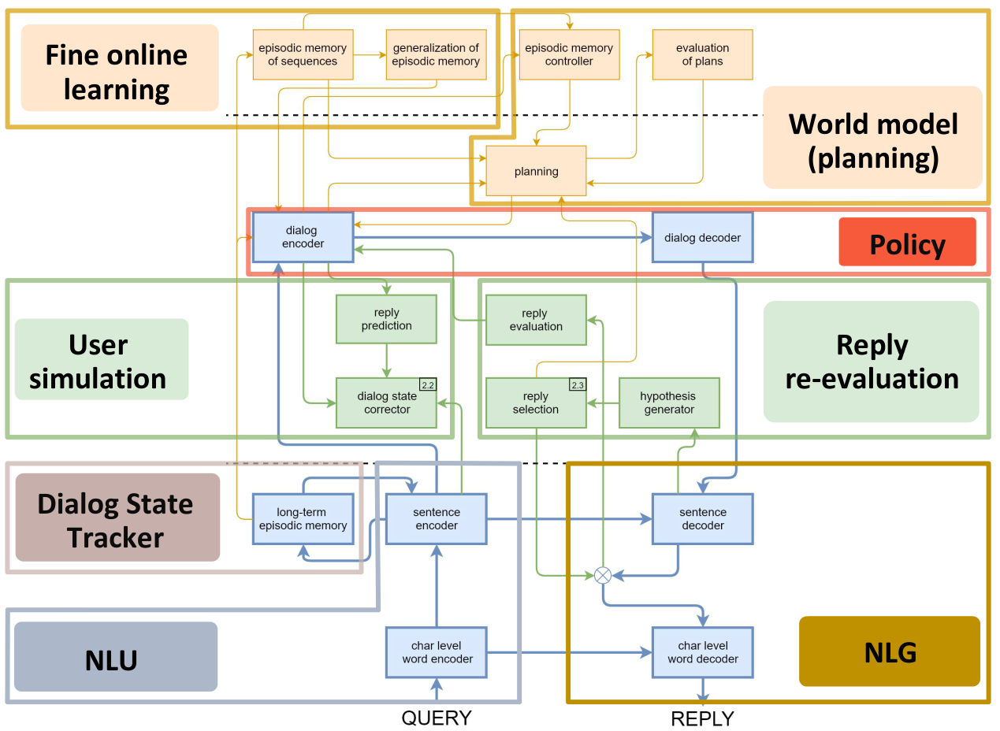 Fine online
learning
episodic memory
of sequences
generalization of
episodic memory
episodic memory
controller
evaluation
of plans
World model
(planning)
planning
dialog
encoder
dialog decoder
Policy
User
simulation
reply
prediction
2.2
dialog state
corrector
reply
evaluation
2.3
reply
selection
hypothesis
generator
Reply
re-evaluation
Dialog State
Tracker
long-term
episodic memory
sentence
encoder
sentence
decoder
NLU
char level
word encoder
char level
word decoder
NLG
QUERY
REPLY